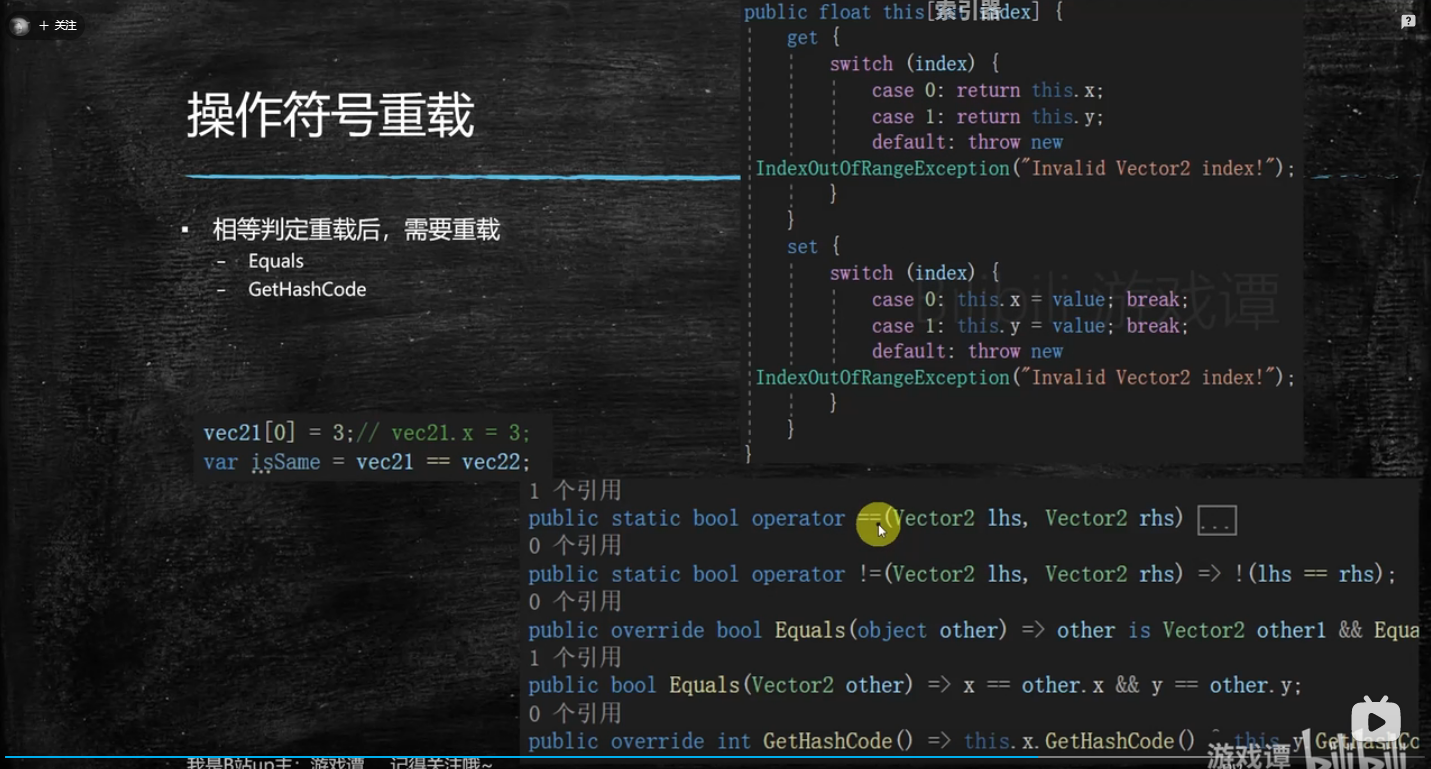 + 关注
操作符号重载
▪ 相等判定重载后，需要重载
– Equals
– GetHashCode
vec21[0] = 3;// vec21.x = 3;
var isSame = vec21 == vec22;
索引器
public float this[ index] {
get {
switch (index) {
case 0: return this.x;
case 1: return this.y;
default: throw new
IndexOutOfRangeException("Invalid Vector2 index!");
}
}
set {
switch (index) {
case 0: this.x = value; break;
case 1: this.y = value; break;
default: throw new
IndexOutOfRangeException("Invalid Vector2 index!");
}
}
}
bilibili 游戏谭
1 个引用
public static bool operator ==(Vector2 lhs, Vector2 rhs) ...
0 个引用
public static bool operator !=(Vector2 lhs, Vector2 rhs) => !(lhs == rhs);
0 个引用
public override bool Equals(object other) => other is Vector2 other1 && Equa
1 个引用
public bool Equals(Vector2 other) => x == other.x && y == other.y;
0 个引用
public override int GetHashCode() => this.x.GetHashCode() ^ this.y.GetHashCo
我是B站up主：游戏谭 记得关注哦~
游戏谭 bilibili